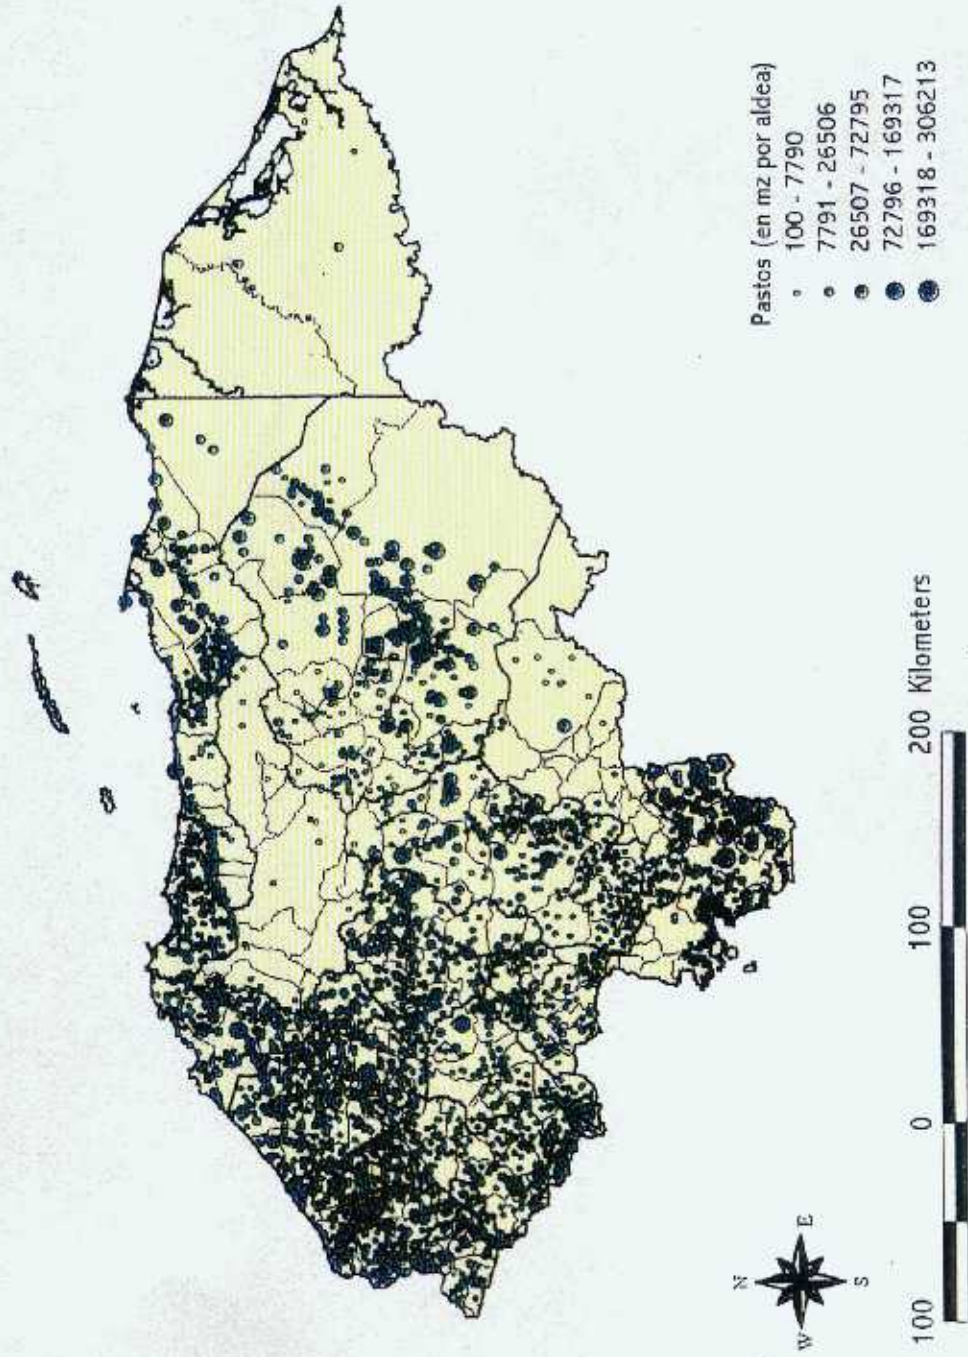 Pastos (en mz por aldea)
100 - 7790
7791 - 26506
26507 - 72795
72796 - 169317
169318 - 306213
N
W
E
S
100
0
100
200 Kilometers